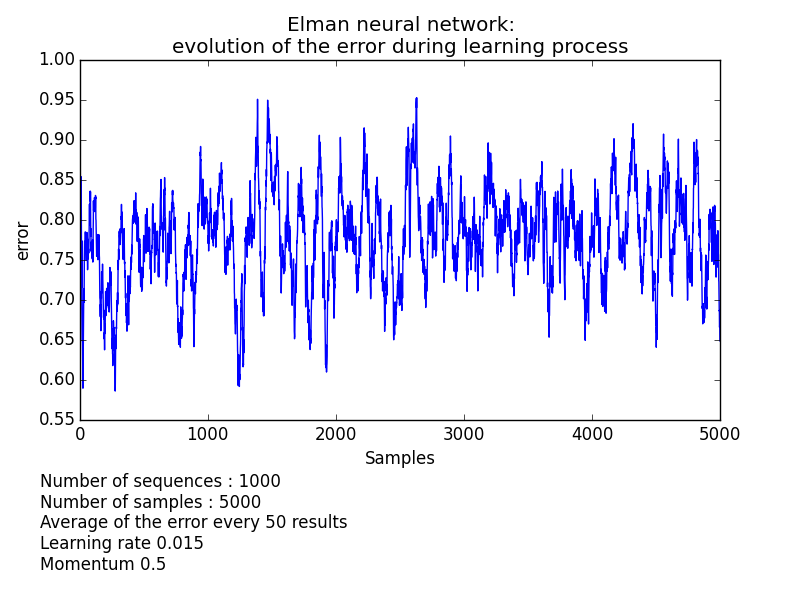 Elman neural network:
evolution of the error during learning process
1.00
0.95
0.90
0.85
0.80
0.75
0.70
0.65
0.60
0.55
error
0 1000 2000 3000 4000 5000
Samples
Number of sequences : 1000
Number of samples : 5000
Average of the error every 50 results
Learning rate 0.015
Momentum 0.5